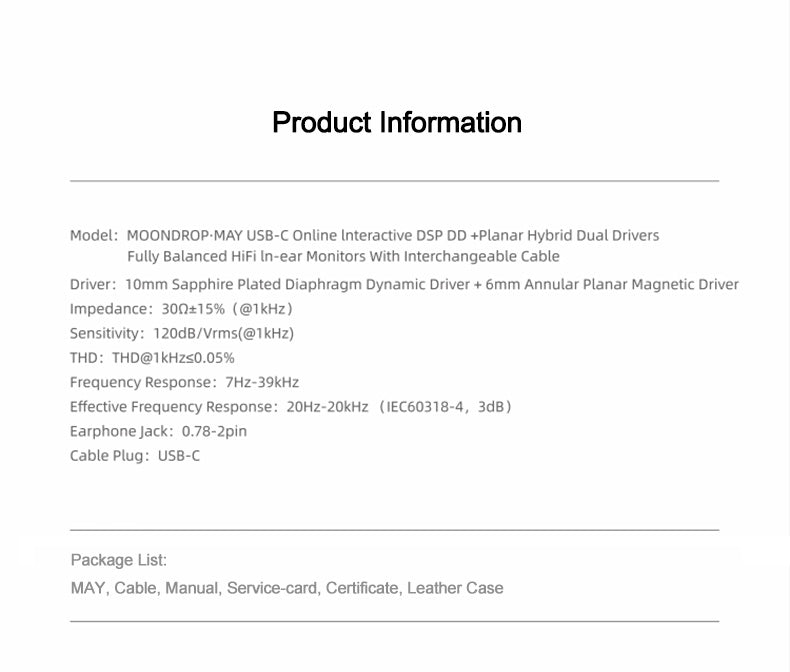 Product Information
Model：MOONDROP·MAY USB-C Online lnteractive DSP DD +Planar Hybrid Dual Drivers
Fully Balanced HiFi ln-ear Monitors With Interchangeable Cable
Driver：10mm Sapphire Plated Diaphragm Dynamic Driver + 6mm Annular Planar Magnetic Driver
Impedance：30Ω±15%（@1kHz）
Sensitivity：120dB/Vrms(@1kHz)
THD：THD@1kHz≤0.05%
Frequency Response：7Hz-39kHz
Effective Frequency Response：20Hz-20kHz （IEC60318-4，3dB）
Earphone Jack：0.78-2pin
Cable Plug：USB-C
Package List:
MAY, Cable, Manual, Service-card, Certificate, Leather Case